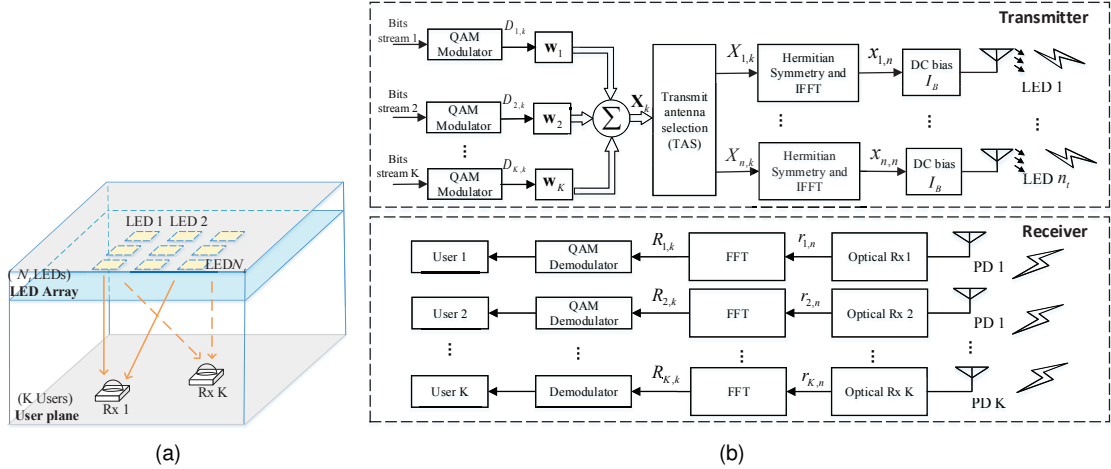 LED 1 LED 2
LEDN
( Nt LEDs)
LED Array
(K Users)
User plane
Rx 1
Rx K
(a)
Transmitter
Bits
stream 1
QAM
Modulator
D1,k
w1
Bits
stream 2
QAM
Modulator
D2,k
w2
⋮
Bits
stream K
QAM
Modulator
DK,k
wK
∑
Xk
Transmit
antenna
selection
(TAS)
X1,k
Hermitian
Symmetry and
IFFT
x1,n
DC bias
IB
LED 1
⋮ ⋮ ⋮
Xn,k
Hermitian
Symmetry and
IFFT
xn,n
DC bias
IB
LED nt
Receiver
User 1
QAM
Demodulator
R1,k
FFT
r1,n
Optical Rx 1
PD 1
User 2
QAM
Demodulator
R2,k
FFT
r2,n
Optical Rx 2
PD 1
⋮ ⋮ ⋮ ⋮ ⋮
User K
Demodulator
RK,k
FFT
rK,n
Optical Rx K
PD K
(b)